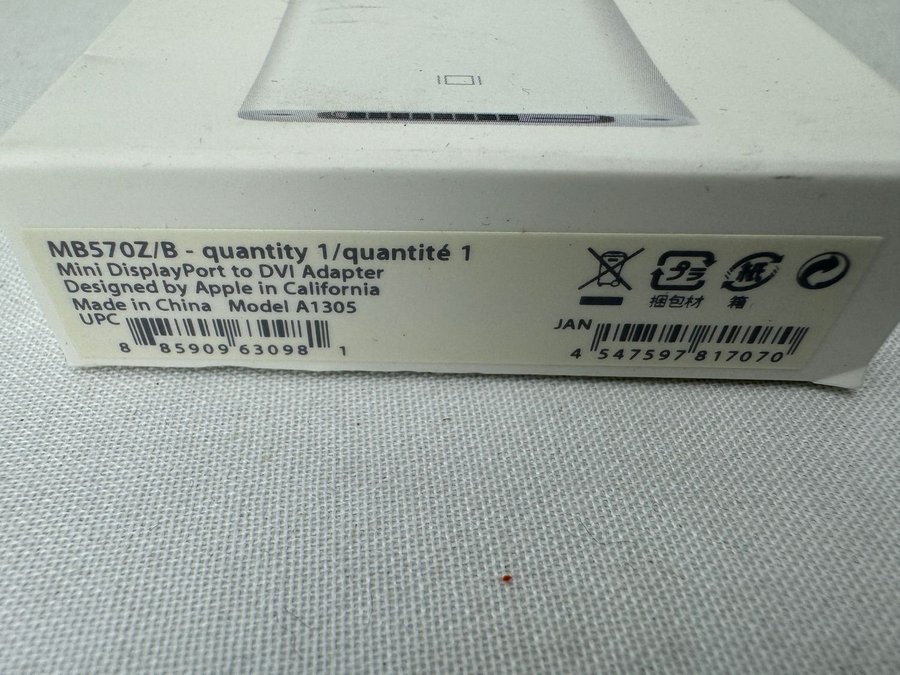 MB570Z/B - quantity 1/quantité 1
Mini DisplayPort to DVI Adapter
Designed by Apple in California
Made in China Model A1305
UPC
8 85909 63098 1
プラ 紙
梱包材 箱
JAN
4 547597 817070